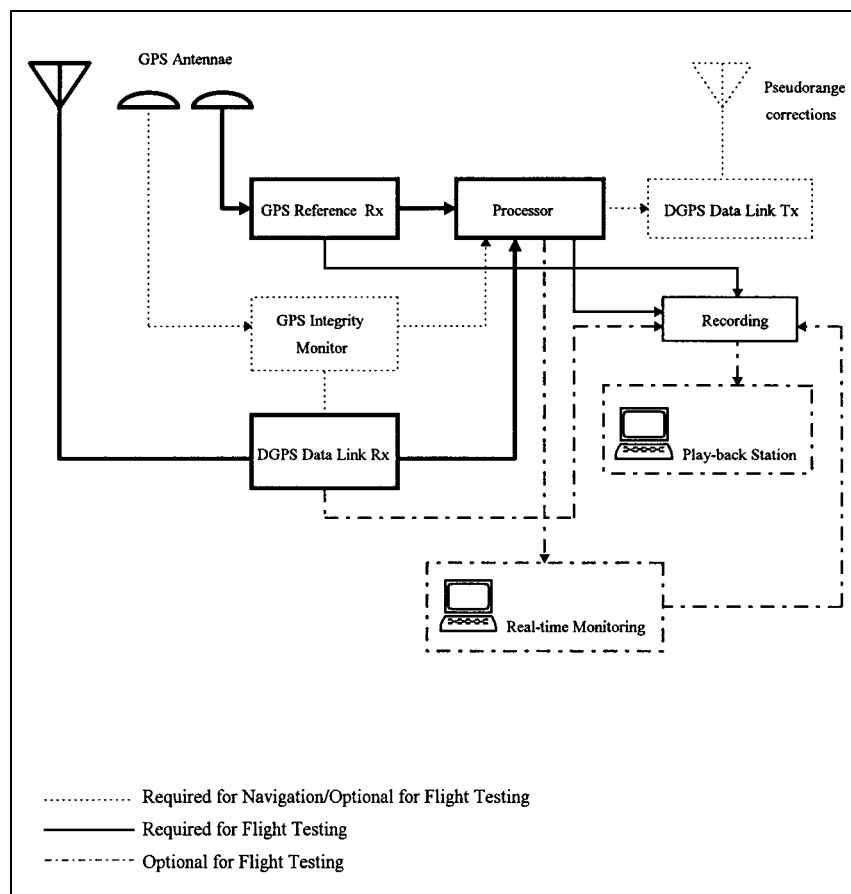 GPS Antennae
Pseudorange
corrections
GPS Reference Rx
Processor
DGPS Data Link Tx
GPS Integrity
Monitor
Recording
DGPS Data Link Rx
Play-back Station
Real-time Monitoring
Required for Navigation/Optional for Flight Testing
Required for Flight Testing
Optional for Flight Testing